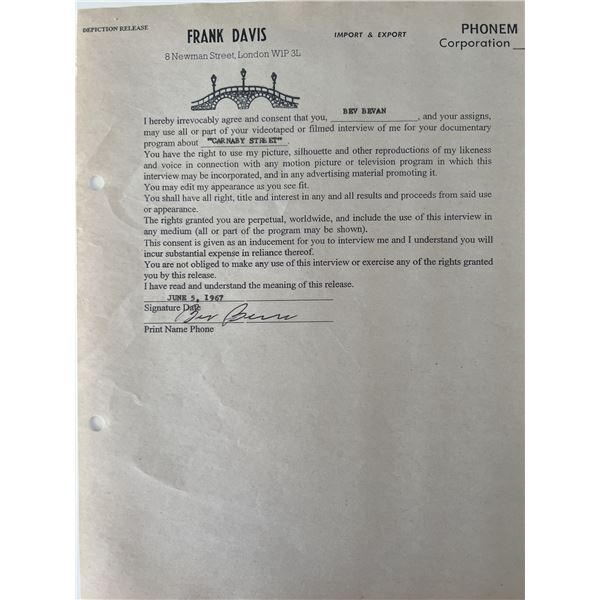 DEPICTION RELEASE
FRANK DAVIS
IMPORT & EXPORT
PHONEM
Corporation
8 Newman Street, London W1P 3L
I hereby irrevocably agree and consent that you, BEV BEVAN, and your assigns,
may use all or part of your videotaped or filmed interview of me for your documentary
program about "CARNABY STREET".
You have the right to use my picture, silhouette and other reproductions of my likeness
and voice in connection with any motion picture or television program in which this
interview may be incorporated, and in any advertising material promoting it.
You may edit my appearance as you see fit.
You shall have all right, title and interest in any and all results and proceeds from said use
or appearance.
The rights granted you are perpetual, worldwide, and include the use of this interview in
any medium (all or part of the program may be shown).
This consent is given as an inducement for you to interview me and I understand you will
incur substantial expense in reliance thereof.
You are not obliged to make any use of this interview or exercise any of the rights granted
you by this release.
I have read and understand the meaning of this release.
JUNE 5, 1967
Signature Date
Bev Bevan
Print Name Phone